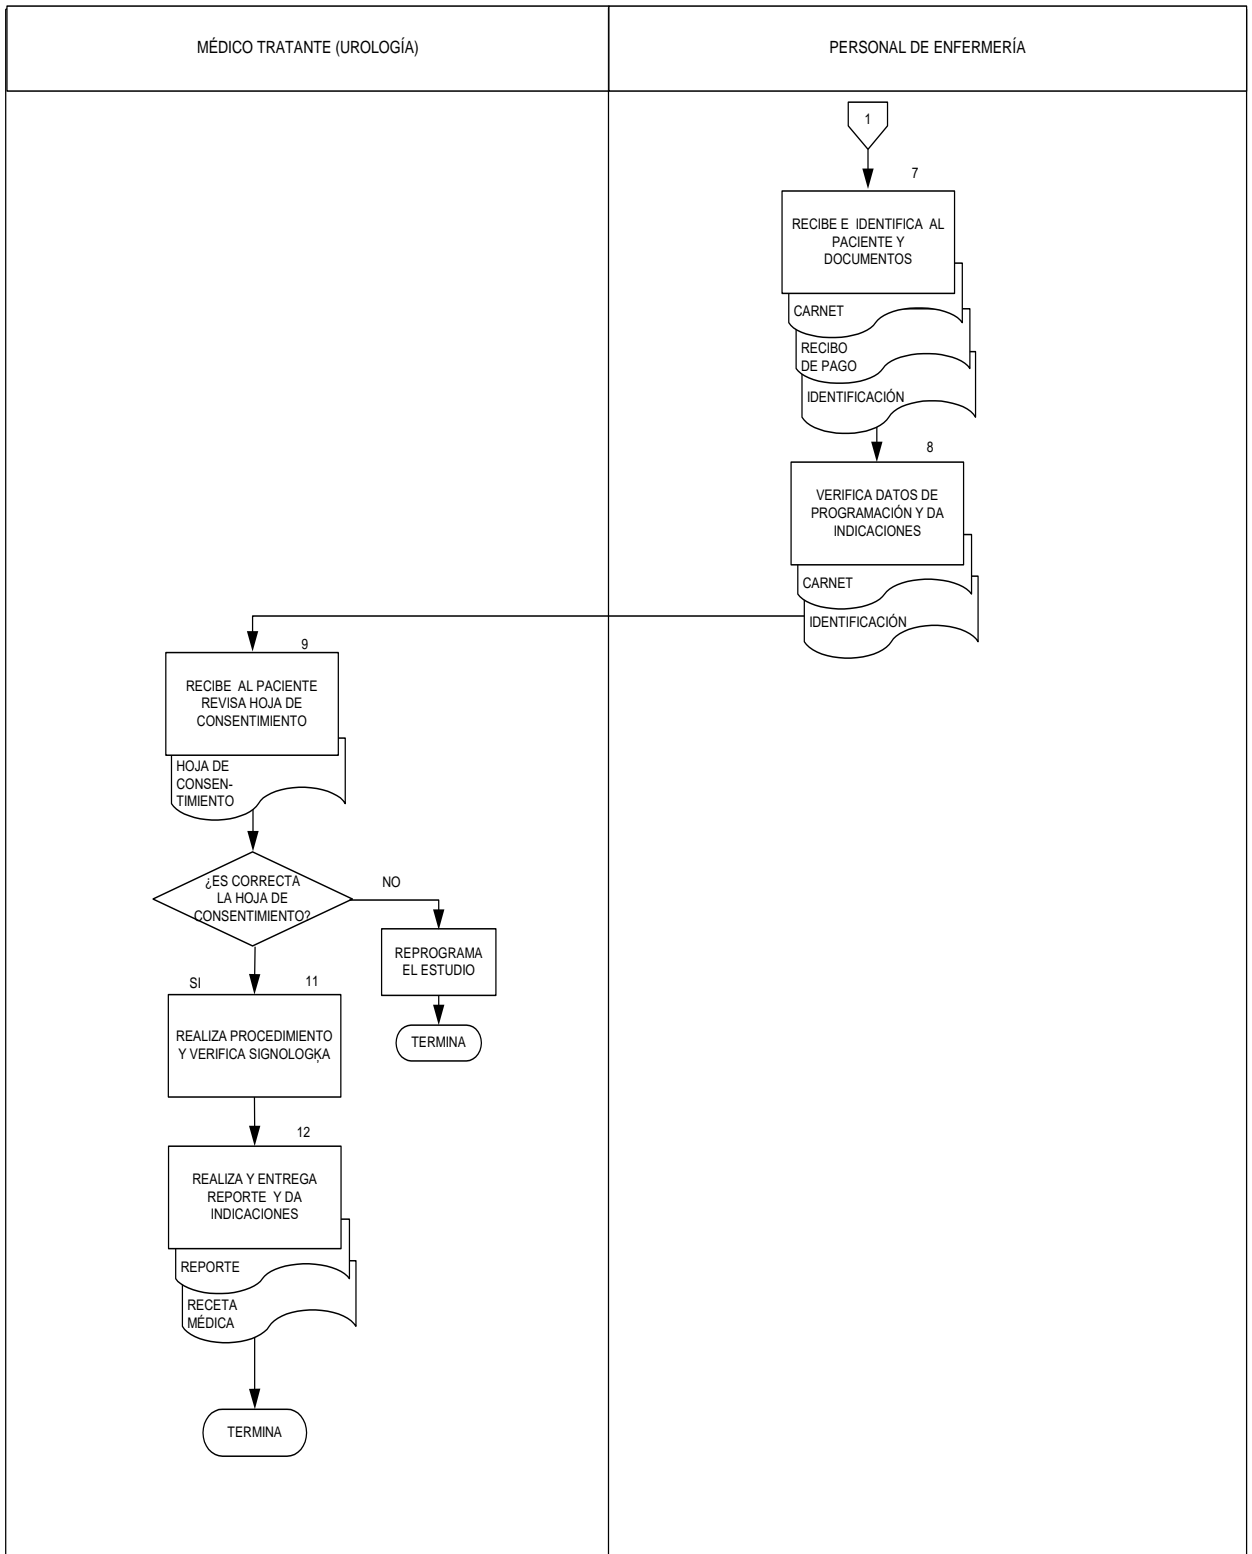 MÉDICO TRATANTE (UROLOGÍA)
PERSONAL DE ENFERMERÍA
1
7
RECIBE E IDENTIFICA AL
PACIENTE Y
DOCUMENTOS
CARNET
RECIBO
DE PAGO
IDENTIFICACIÓN
8
VERIFICA DATOS DE
PROGRAMACIÓN Y DA
INDICACIONES
CARNET
IDENTIFICACIÓN
9
RECIBE AL PACIENTE
REVISA HOJA DE
CONSENTIMIENTO
HOJA DE
CONSEN-
TIMIENTO
¿ES CORRECTA
LA HOJA DE
CONSENTIMIENTO?
NO
REPROGRAMA
EL ESTUDIO
TERMINA
SI
11
REALIZA PROCEDIMIENTO
Y VERIFICA SIGNOLOGĶA
12
REALIZA Y ENTREGA
REPORTE Y DA
INDICACIONES
REPORTE
RECETA
MÉDICA
TERMINA